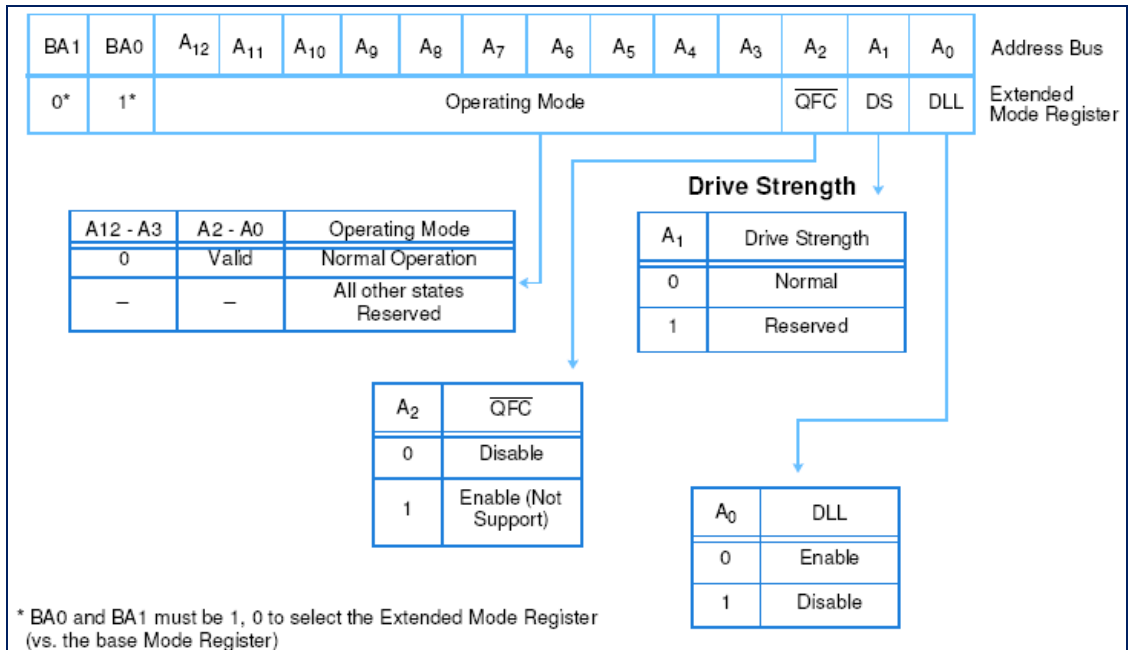 BA1 BA0 A12 A11 A10 A9 A8 A7 A6 A5 A4 A3 A2 A1 A0 Address Bus
0* 1* Operating Mode QFC DS DLL Extended
Mode Register
Drive Strength
A12 - A3 A2 - A0 Operating Mode
0 Valid Normal Operation
– – All other states
Reserved
A1 Drive Strength
0 Normal
1 Reserved
A2 QFC
0 Disable
1 Enable (Not
Support)
A0 DLL
0 Enable
1 Disable
* BA0 and BA1 must be 1, 0 to select the Extended Mode Register
(vs. the base Mode Register)